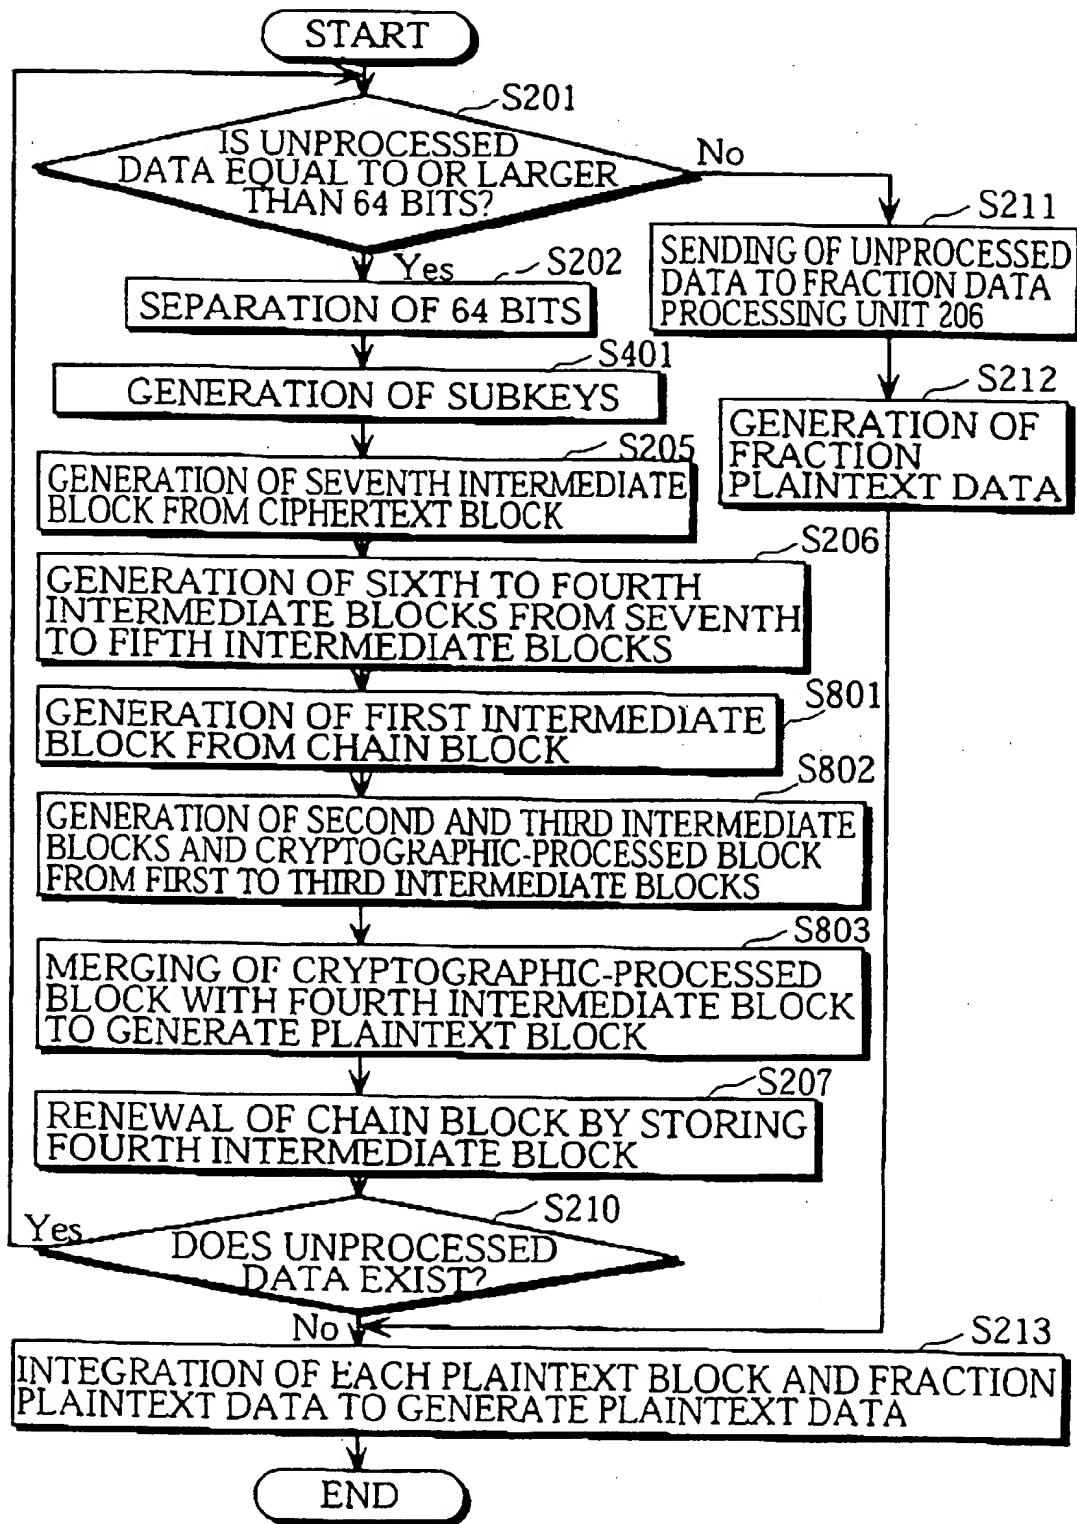 START
S201
IS UNPROCESSED
DATA EQUAL TO OR LARGER
THAN 64 BITS?
No
Yes
S202
SEPARATION OF 64 BITS
S211
SENDING OF UNPROCESSED
DATA TO FRACTION DATA
PROCESSING UNIT 206
S401
GENERATION OF SUBKEYS
S212
GENERATION OF
FRACTION
PLAINTEXT DATA
S205
GENERATION OF SEVENTH INTERMEDIATE
BLOCK FROM CIPHERTEXT BLOCK
S206
GENERATION OF SIXTH TO FOURTH
INTERMEDIATE BLOCKS FROM SEVENTH
TO FIFTH INTERMEDIATE BLOCKS
S801
GENERATION OF FIRST INTERMEDIATE
BLOCK FROM CHAIN BLOCK
S802
GENERATION OF SECOND AND THIRD INTERMEDIATE
BLOCKS AND CRYPTOGRAPHIC-PROCESSED BLOCK
FROM FIRST TO THIRD INTERMEDIATE BLOCKS
S803
MERGING OF CRYPTOGRAPHIC-PROCESSED
BLOCK WITH FOURTH INTERMEDIATE BLOCK
TO GENERATE PLAINTEXT BLOCK
S207
RENEWAL OF CHAIN BLOCK BY STORING
FOURTH INTERMEDIATE BLOCK
S210
Yes
DOES UNPROCESSED
DATA EXIST?
No
S213
INTEGRATION OF EACH PLAINTEXT BLOCK AND FRACTION
PLAINTEXT DATA TO GENERATE PLAINTEXT DATA
END